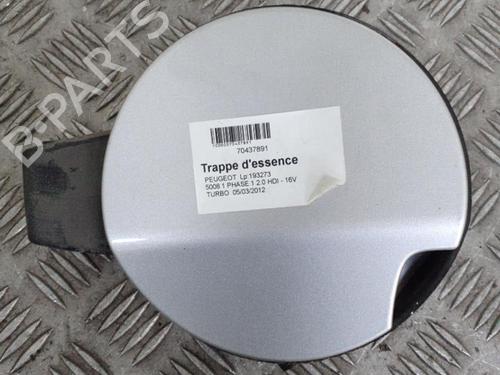 B-PARTS
70437891
Trappe d'essence
PEUGEOT Lp 193273
5008 1 PHASE 1 2.0 HDI - 16V
TURBO 05/03/2012